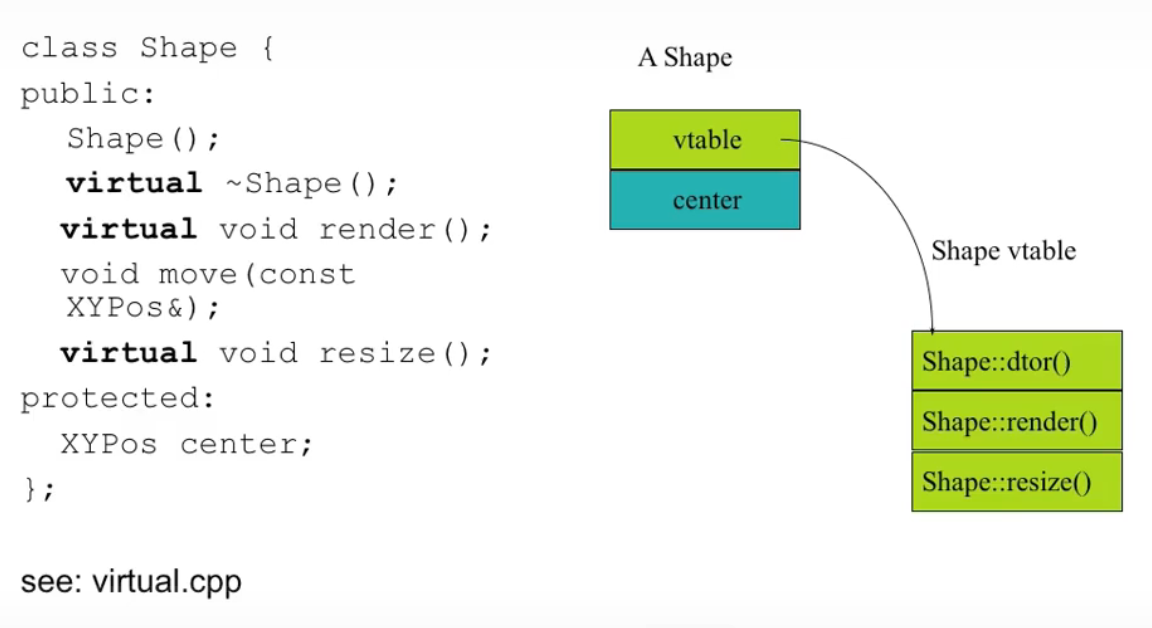 class Shape {
public:
Shape();
virtual ~Shape();
virtual void render();
void move(const
XYPos&);
virtual void resize();
protected:
XYPos center;
};
see: virtual.cpp
A Shape
vtable
center
Shape vtable
Shape::dtor()
Shape::render()
Shape::resize()